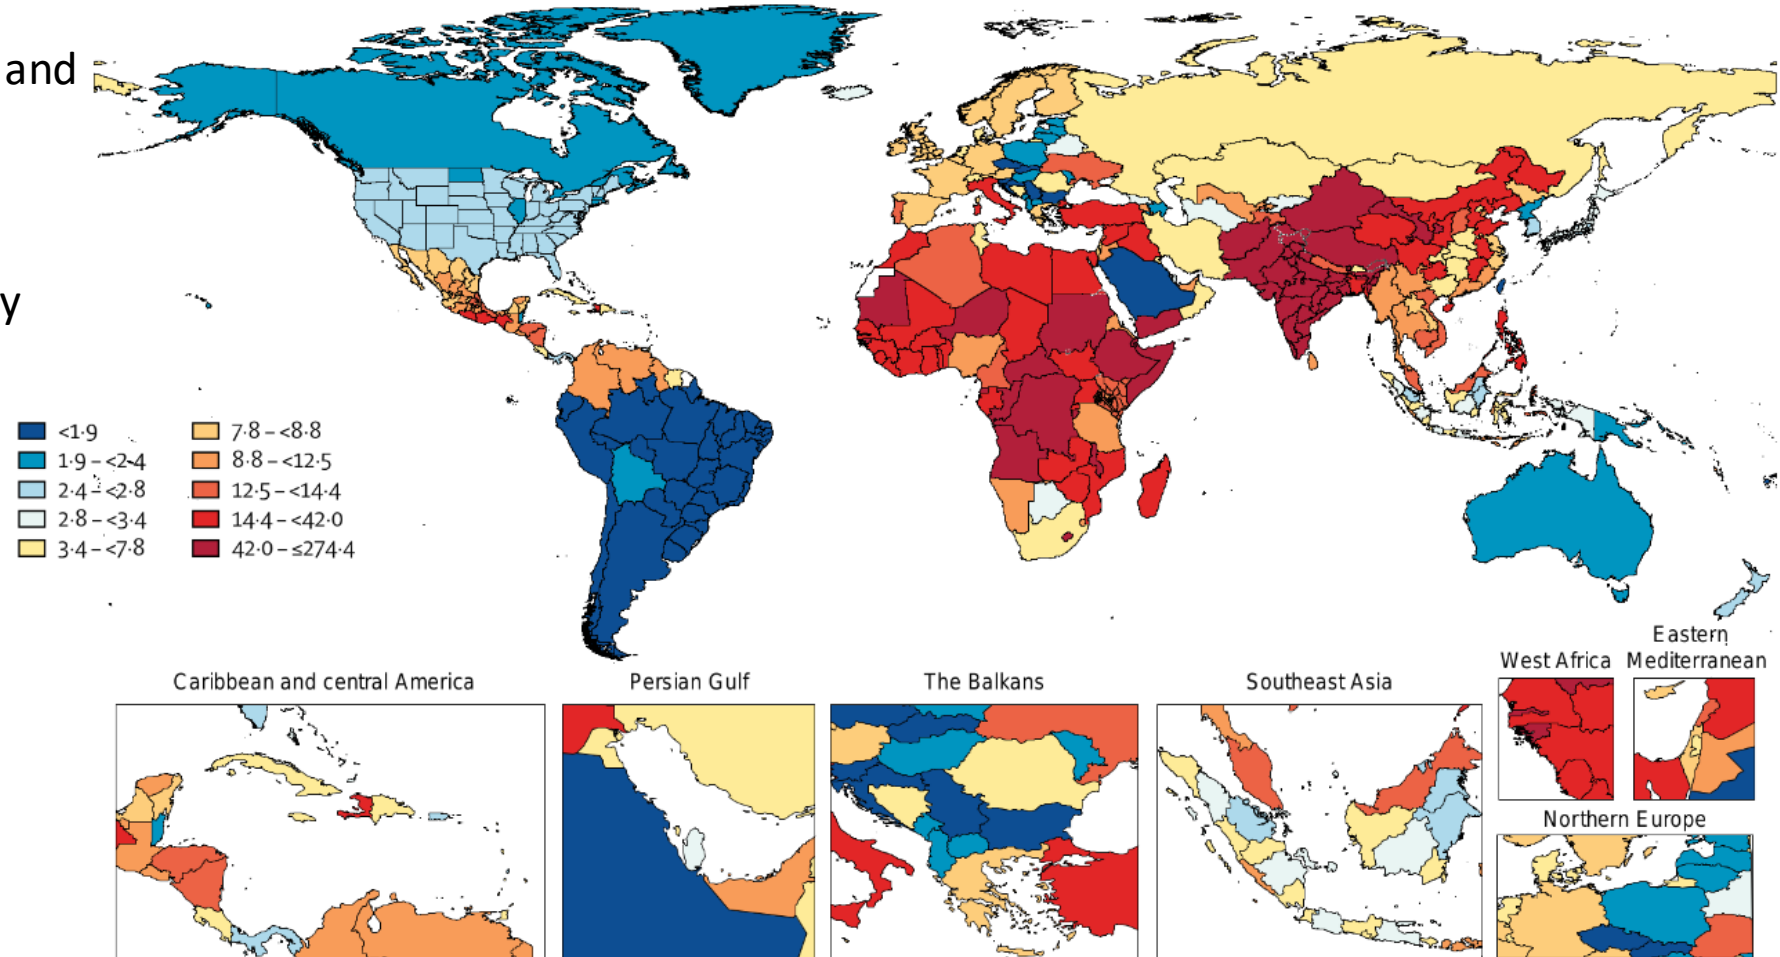 and
y
<1·9
1·9–<2·4
2·4–<2·8
2·8–<3·4
3·4–<7·8
7·8–<8·8
8·8–<12·5
12·5–<14·4
14·4–<42·0
42·0–≤274·4
Caribbean and central America
Persian Gulf
The Balkans
Southeast Asia
West Africa
Eastern
Mediterranean
Northern Europe